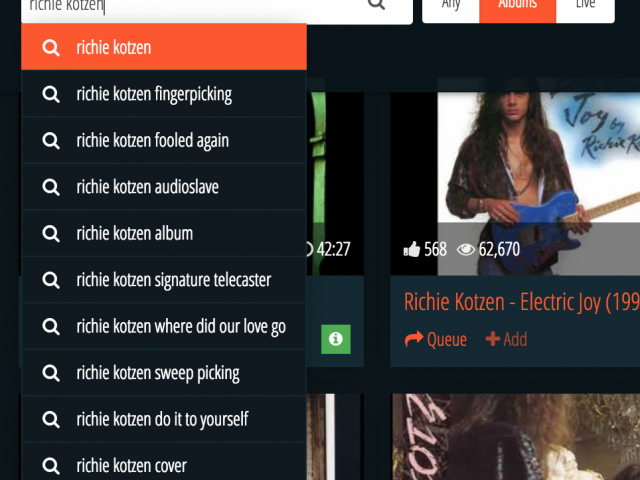 richie kotzen
Any
Albums
Live
richie kotzen
richie kotzen fingerpicking
richie kotzen fooled again
richie kotzen audioslave
richie kotzen album
richie kotzen signature telecaster
richie kotzen where did our love go
richie kotzen sweep picking
richie kotzen do it to yourself
richie kotzen cover
42:27
Joy by
Richie Ko
568 62,670
Richie Kotzen - Electric Joy (199
Queue Add